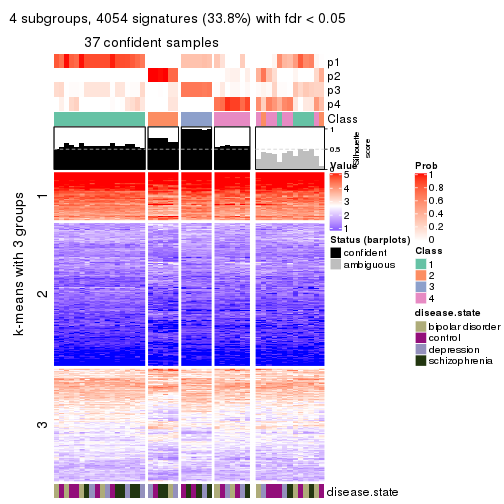 4 subgroups, 4054 signatures (33.8%) with fdr < 0.05
37 confident samples
p1
p2
p3
p4
Class
1
0.5
0
Silhouette
score
k-means with 3 groups
1
2
3
disease.state
Value
5
4
3
2
1
Status (barplots)
confident
ambiguous
Prob
1
0.8
0.6
0.4
0.2
0
Class
1
2
3
4
disease.state
bipolar disorder
control
depression
schizophrenia